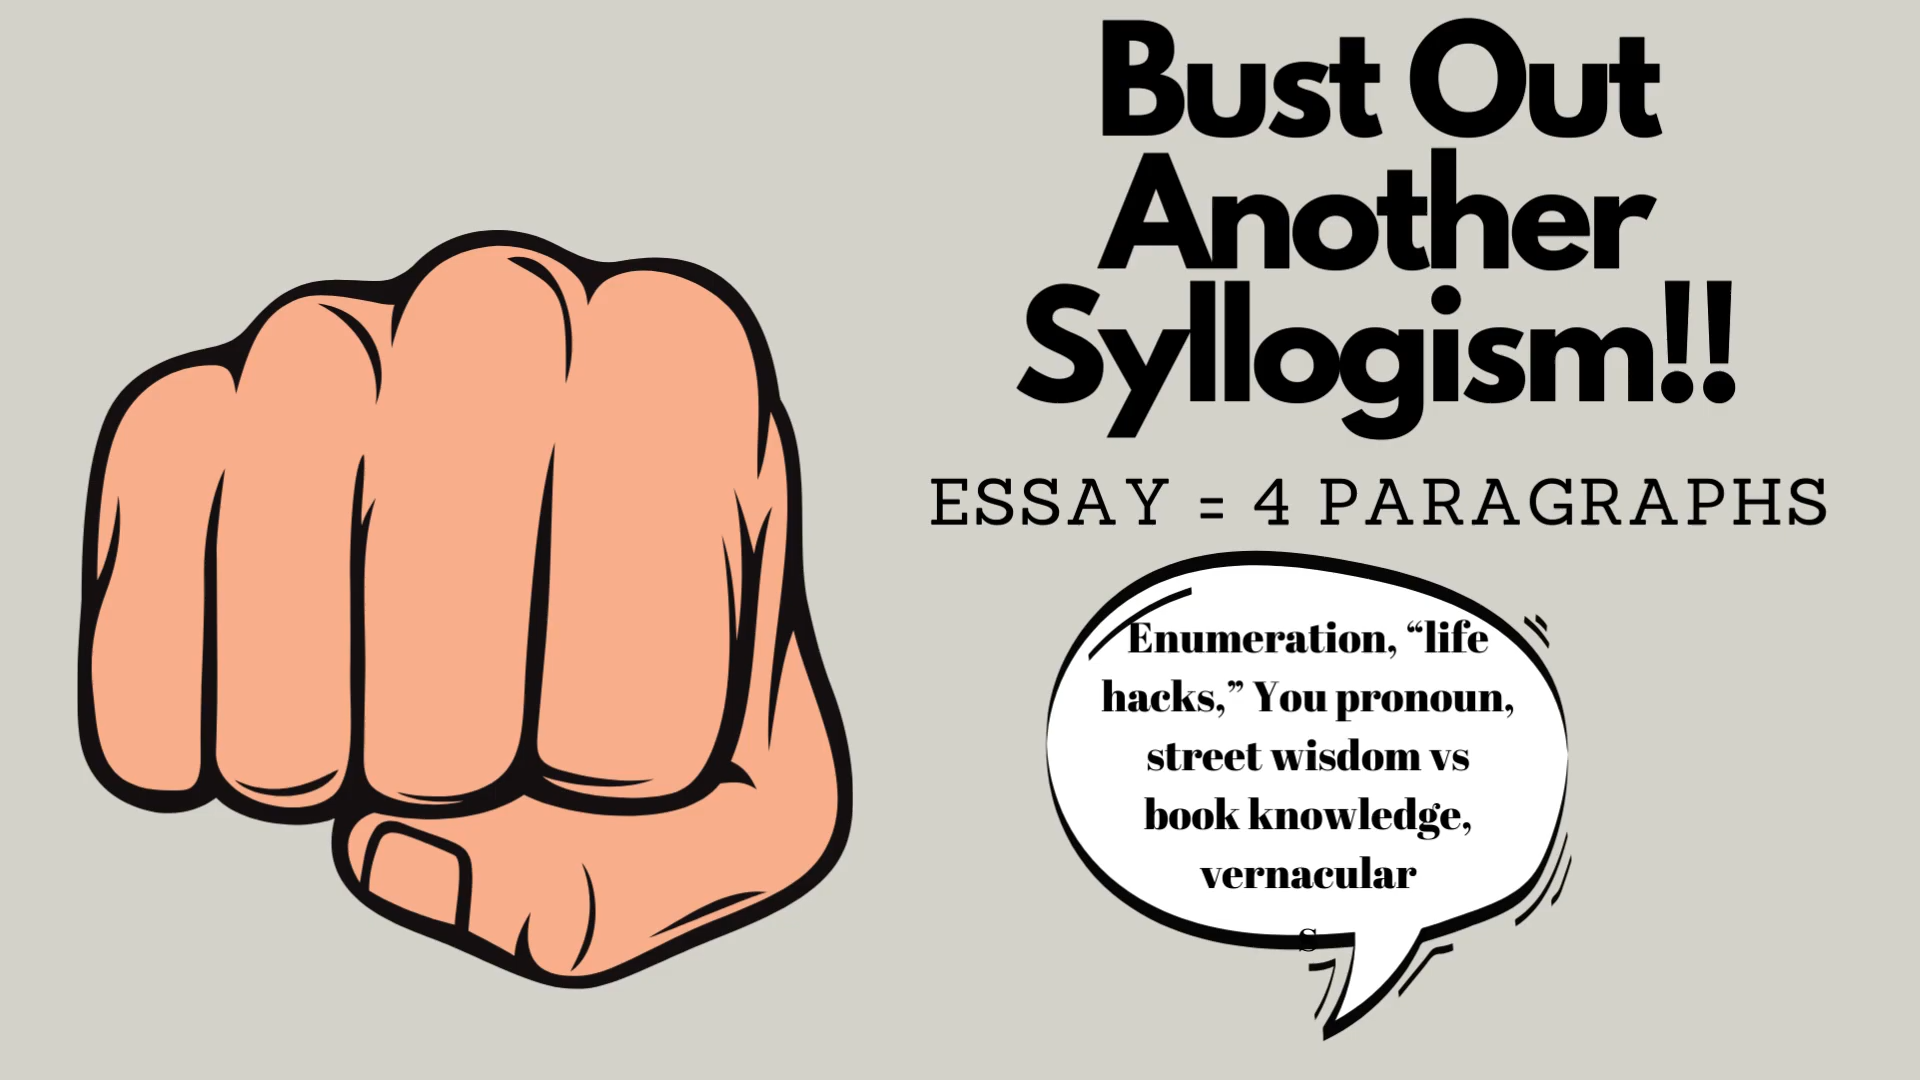 Bust Out
Another
Syllogism!!
ESSAY = 4 PARAGRAPHS
Enumeration, “life
hacks,” You pronoun,
street wisdom vs
book knowledge,
vernacular
s